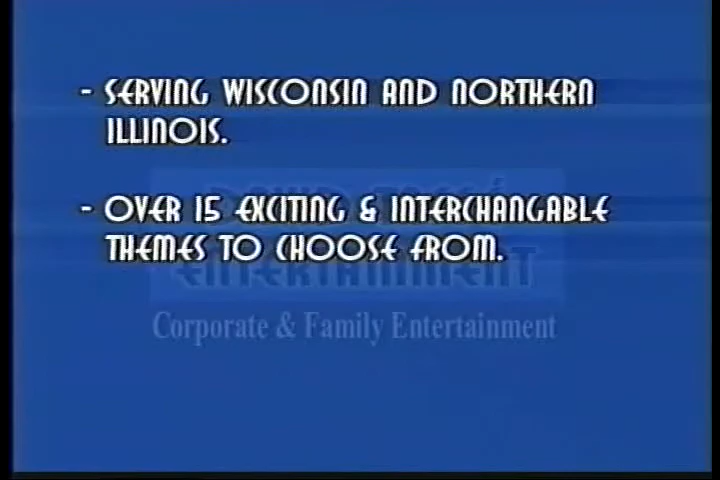 - SERVING WISCONSIN AND NORTHERN
ILLINOIS.
- OVER 15 EXCITING & INTERCHANGABLE
THEMES TO CHOOSE FROM.
ENTERTAINMENT
Corporate & Family Entertainment